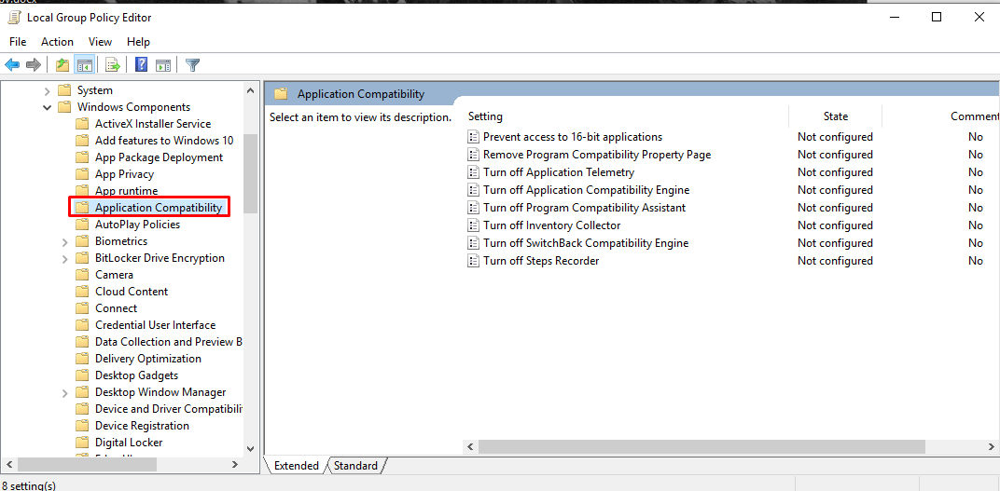 ov.docx
Local Group Policy Editor
File Action View Help
System
Windows Components
ActiveX Installer Service
Add features to Windows 10
App Package Deployment
App Privacy
App runtime
Application Compatibility
AutoPlay Policies
Biometrics
BitLocker Drive Encryption
Camera
Cloud Content
Connect
Credential User Interface
Data Collection and Preview B
Delivery Optimization
Desktop Gadgets
Desktop Window Manager
Device and Driver Compatibili
Device Registration
Digital Locker
Application Compatibility
Select an item to view its description.
Setting State Comment
Prevent access to 16-bit applications Not configured No
Remove Program Compatibility Property Page Not configured No
Turn off Application Telemetry Not configured No
Turn off Application Compatibility Engine Not configured No
Turn off Program Compatibility Assistant Not configured No
Turn off Inventory Collector Not configured No
Turn off SwitchBack Compatibility Engine Not configured No
Turn off Steps Recorder Not configured No
Extended Standard
8 setting(s)